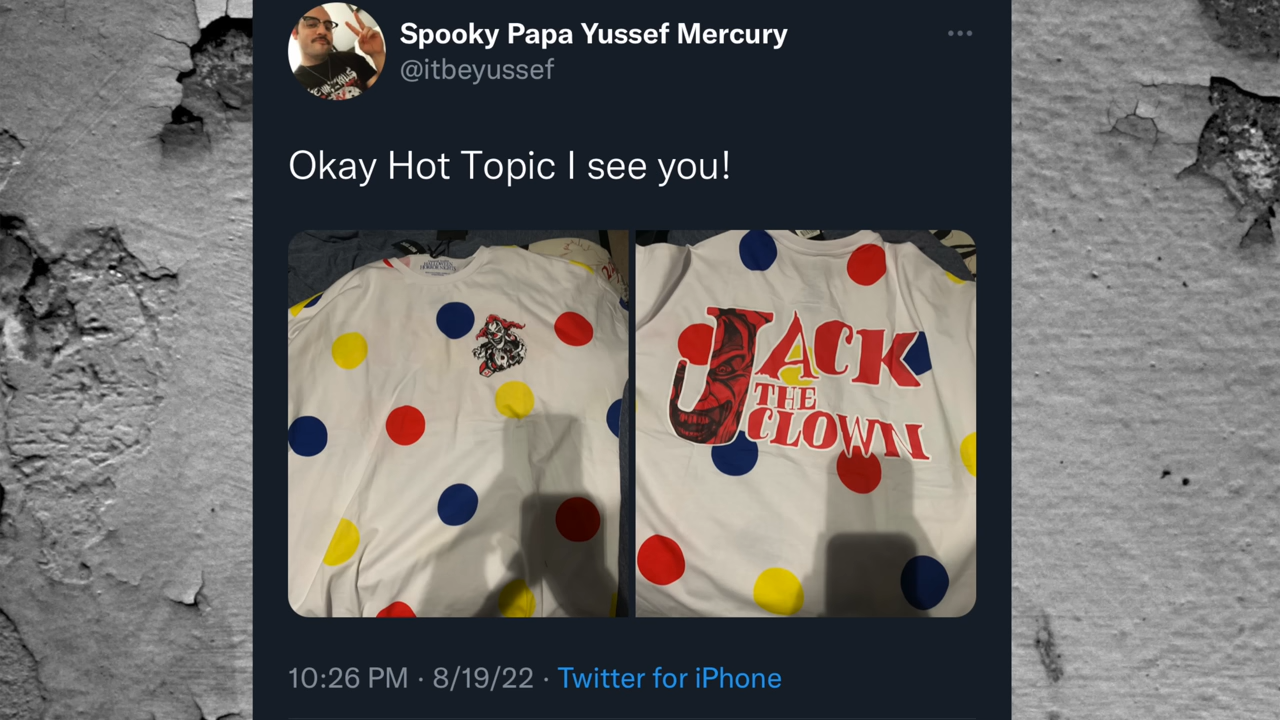 Spooky Papa Yussef Mercury
@itbeyussef
Okay Hot Topic I see you!
JACK
THE
CLOWN
10:26 PM · 8/19/22 · Twitter for iPhone